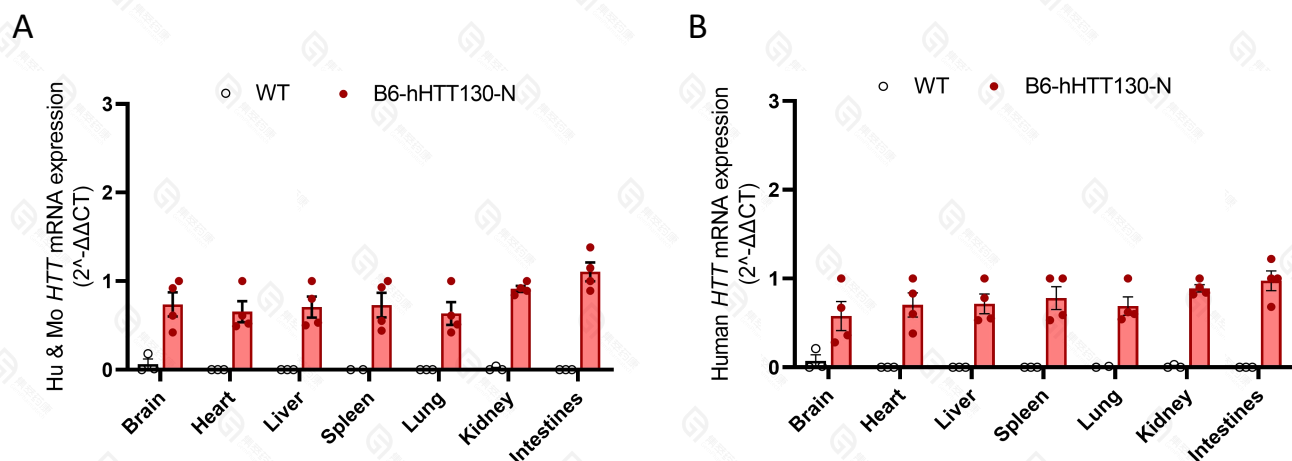 A
WT
B6-hHTT130-N
Hu & Mo HTT mRNA expression
(2^-ΔΔCT)
3
2
1
0
Brain
Heart
Liver
Spleen
Lung
Kidney
Intestines
B
WT
B6-hHTT130-N
Human HTT mRNA expression
(2^-ΔΔCT)
3
2
1
0
Brain
Heart
Liver
Spleen
Lung
Kidney
Intestines